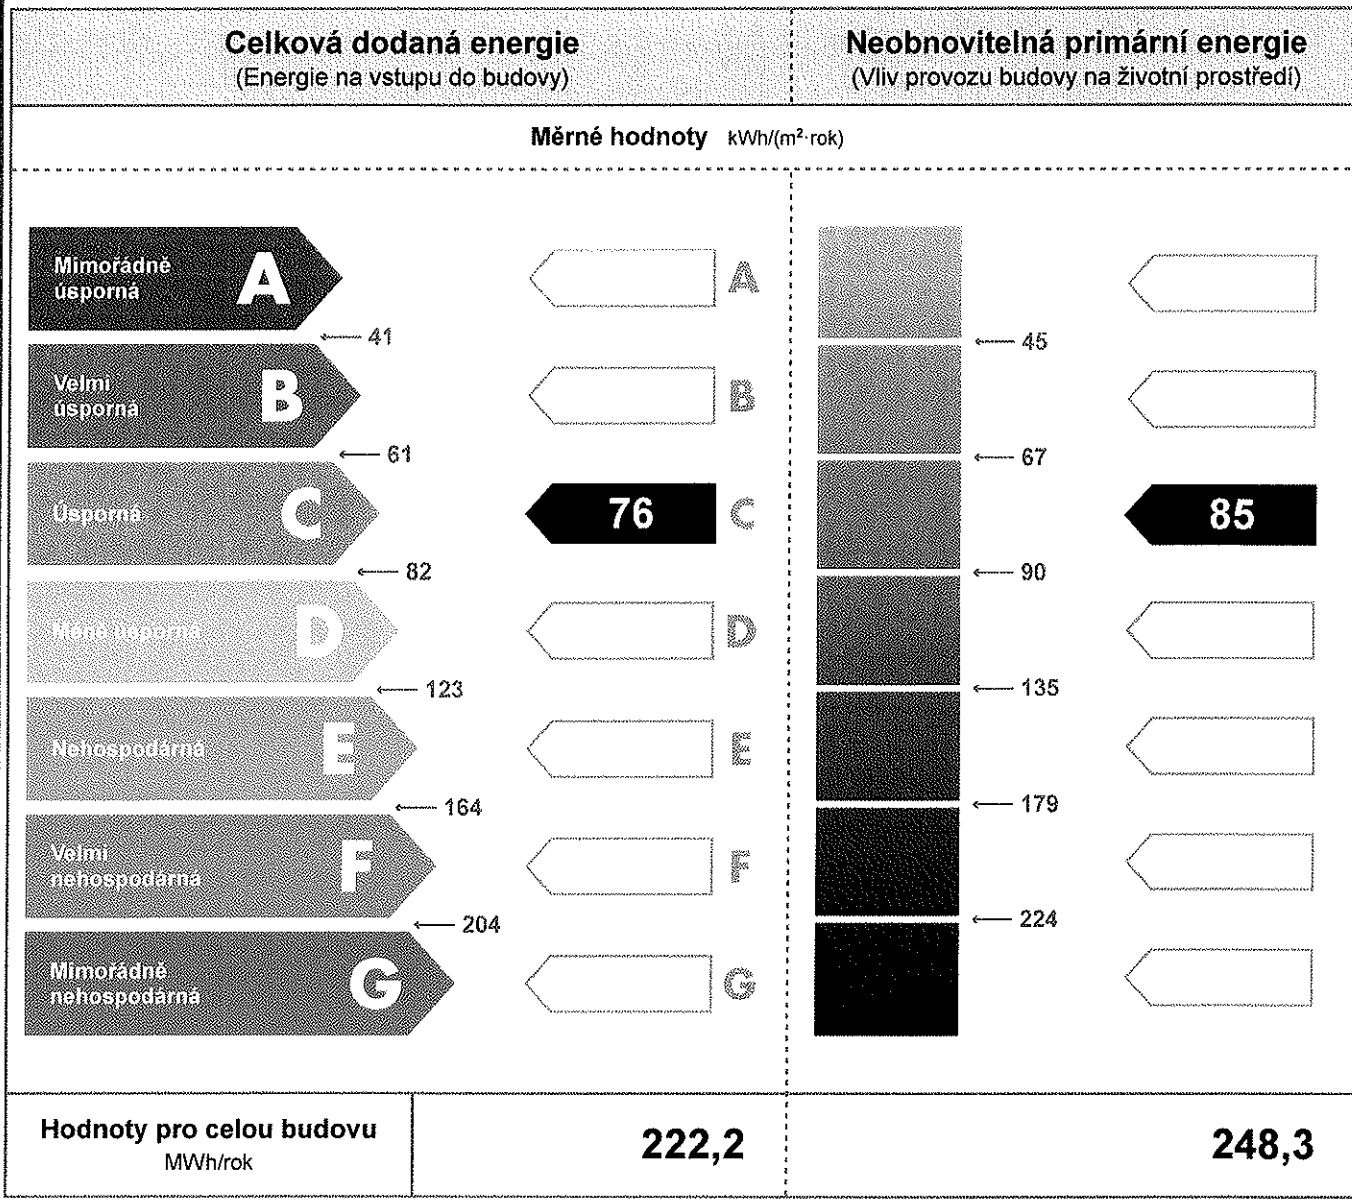 Celková dodaná energie
(Energie na vstupu do budovy)
Neobnovitelná primární energie
(Vliv provozu budovy na životní prostředí)
Měrné hodnoty kWh/(m²·rok)
Mimořádně
úsporná
A
A
41
45
Velmi
úsporná
B
B
61
67
Úsporná
C
76
C
85
82
90
Méně úsporná
D
D
123
135
Nehospodárná
E
E
164
179
Velmi
nehospodárná
F
F
204
224
Mimořádně
nehospodárná
G
G
Hodnoty pro celou budovu
MWh/rok
222,2
248,3